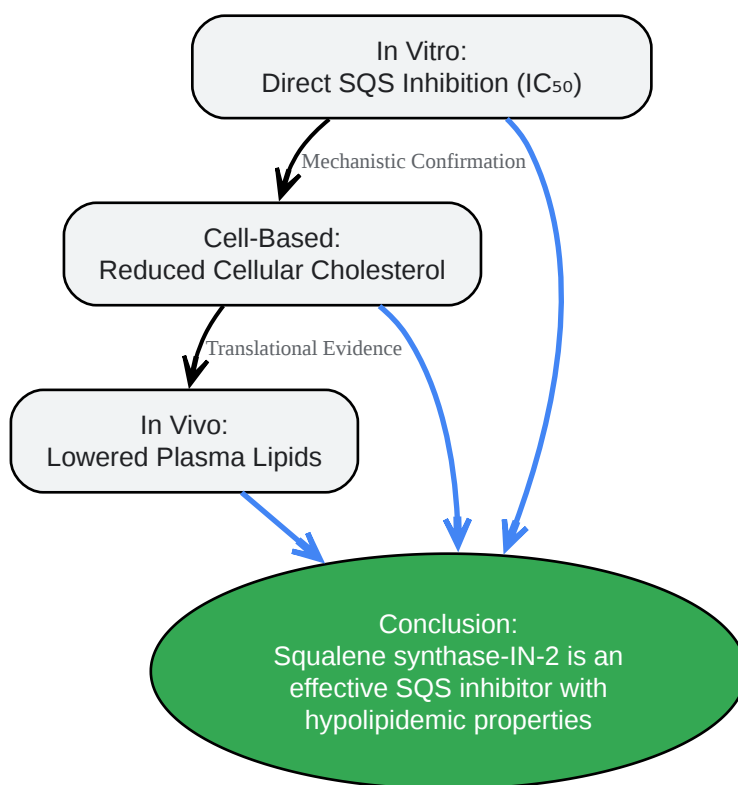 In Vitro:
Direct SQS Inhibition (IC₅₀)
Mechanistic Confirmation
Cell-Based:
Reduced Cellular Cholesterol
Translational Evidence
In Vivo:
Lowered Plasma Lipids
Conclusion:
Squalene synthase-IN-2 is an
effective SQS inhibitor with
hypolipidemic properties